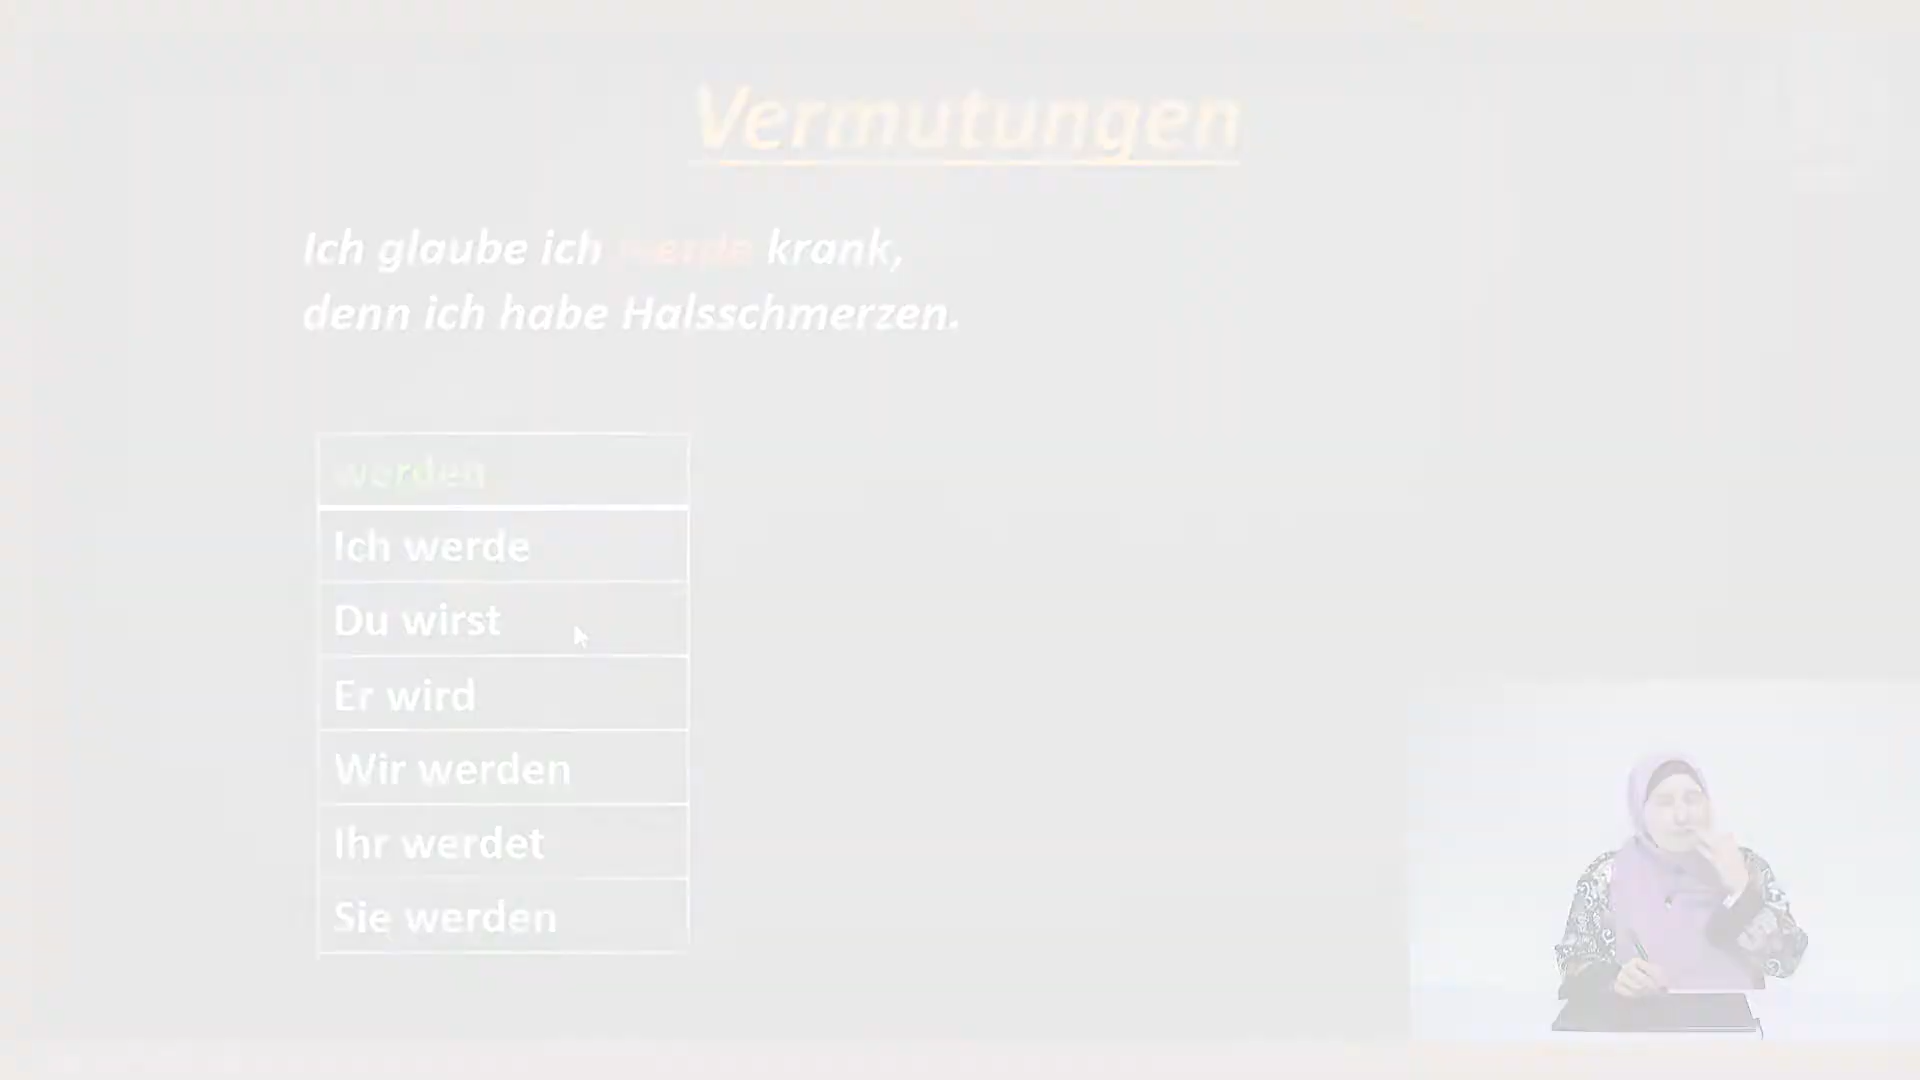 Vermutungen
Ich glaube ich werde krank,
denn ich habe Halsschmerzen.
werden
Ich werde
Du wirst
Er wird
Wir werden
Ihr werdet
Sie werden